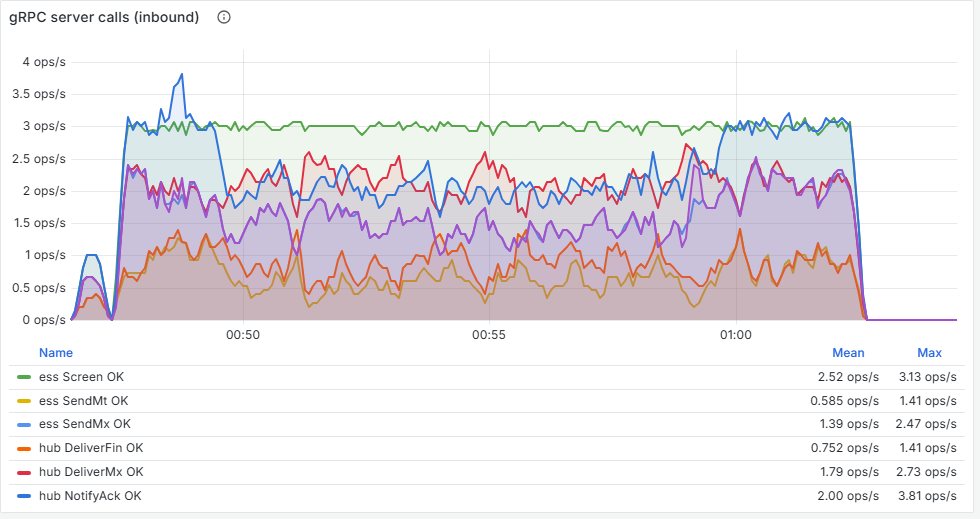 gRPC server calls (inbound)
4 ops/s
3.5 ops/s
3 ops/s
2.5 ops/s
2 ops/s
1.5 ops/s
1 ops/s
0.5 ops/s
0 ops/s
00:50 00:55 01:00
Name Mean Max
ess Screen OK 2.52 ops/s 3.13 ops/s
ess SendMt OK 0.585 ops/s 1.41 ops/s
ess SendMx OK 1.39 ops/s 2.47 ops/s
hub DeliverFin OK 0.752 ops/s 1.41 ops/s
hub DeliverMx OK 1.79 ops/s 2.73 ops/s
hub NotifyAck OK 2.00 ops/s 3.81 ops/s